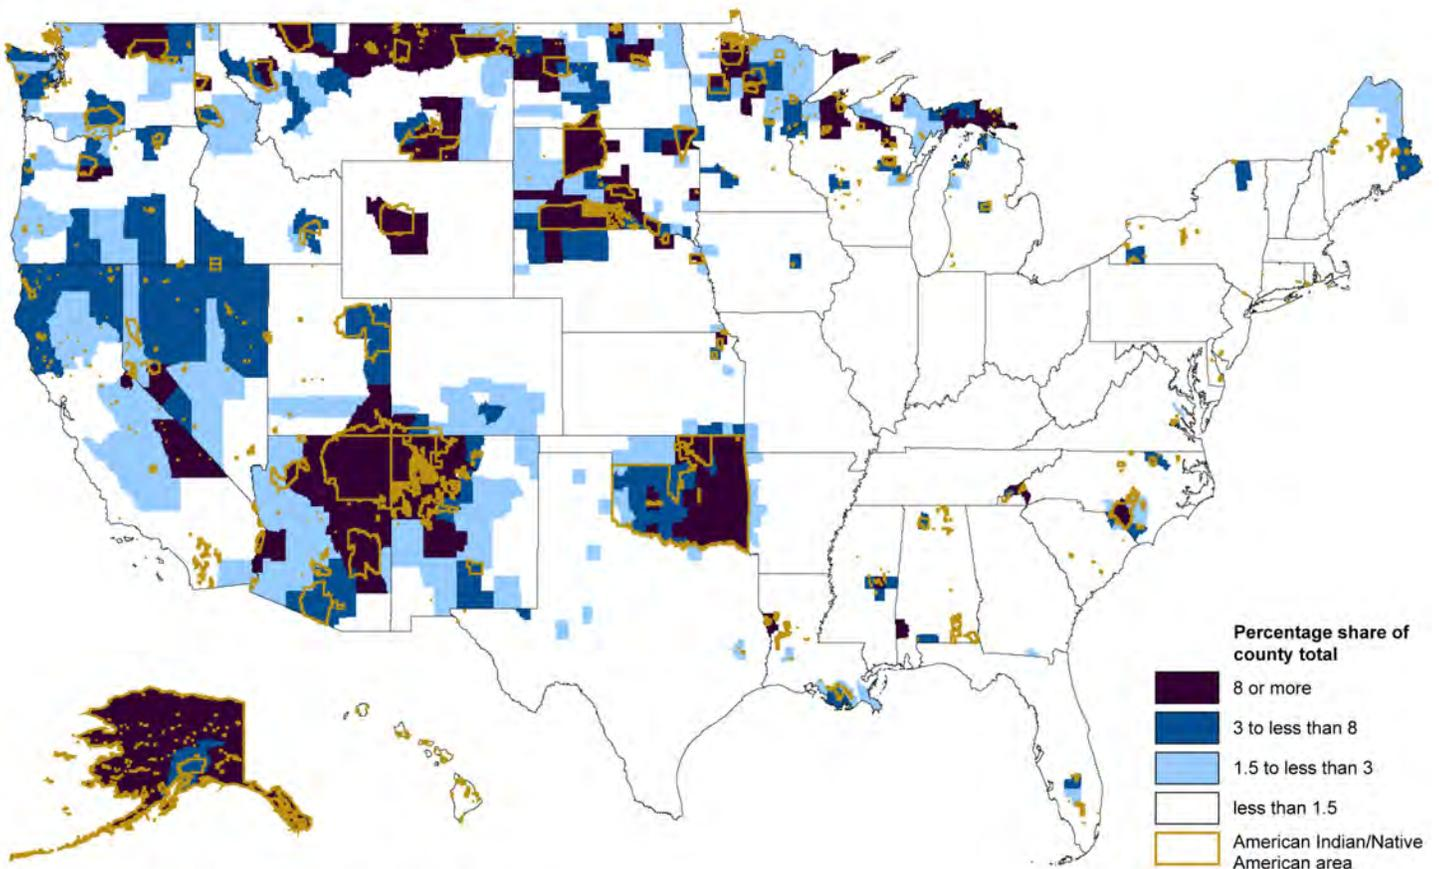 Percentage share of
county total
8 or more
3 to less than 8
1.5 to less than 3
less than 1.5
American Indian/Native
American area